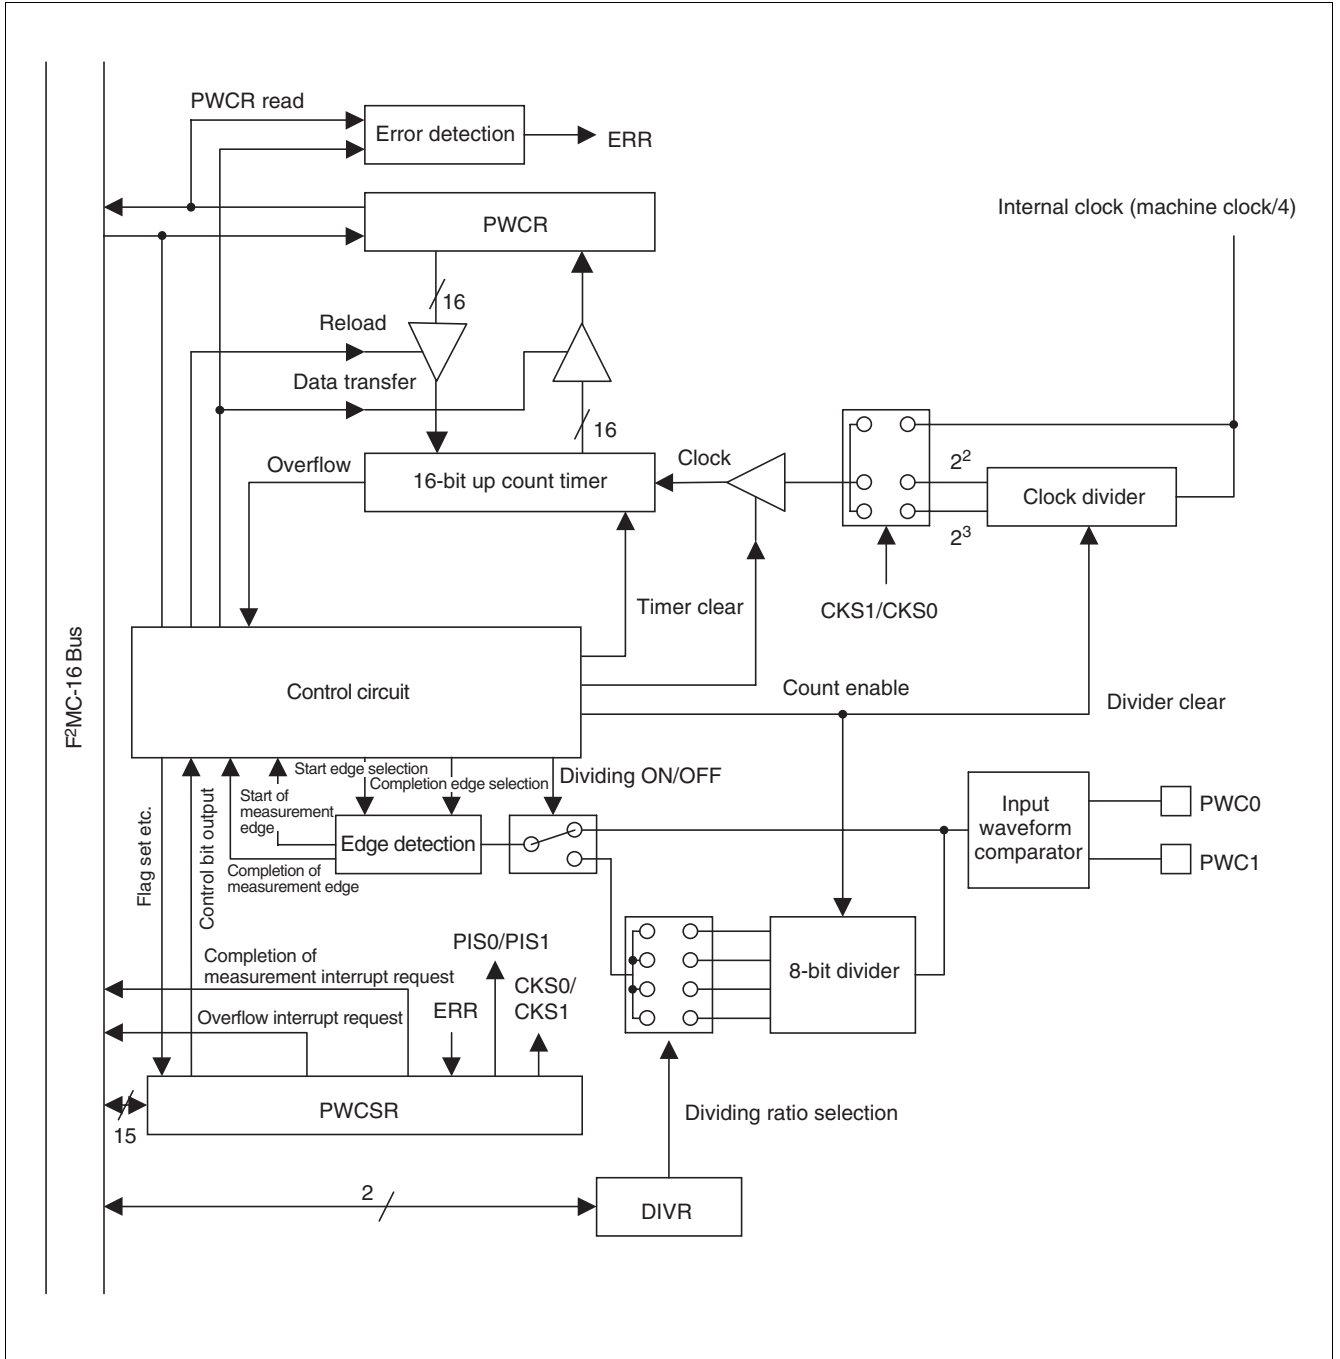 PWCR read
Error detection
ERR
Internal clock (machine clock/4)
PWCR
16
Reload
Data transfer
16
Overflow
16-bit up count timer
Clock
2²
Clock divider
2³
Timer clear
CKS1/CKS0
F²MC-16 Bus
Control circuit
Count enable
Divider clear
Start edge selection
Completion edge selection
Dividing ON/OFF
Flag set etc.
Control bit output
Start of
measurement
edge
Edge detection
Completion of
measurement edge
Input
waveform
comparator
PWC0
PWC1
Completion of
measurement interrupt request
PIS0/PIS1
CKS0/
CKS1
ERR
Overflow interrupt request
8-bit divider
PWCSR
15
Dividing ratio selection
2
DIVR